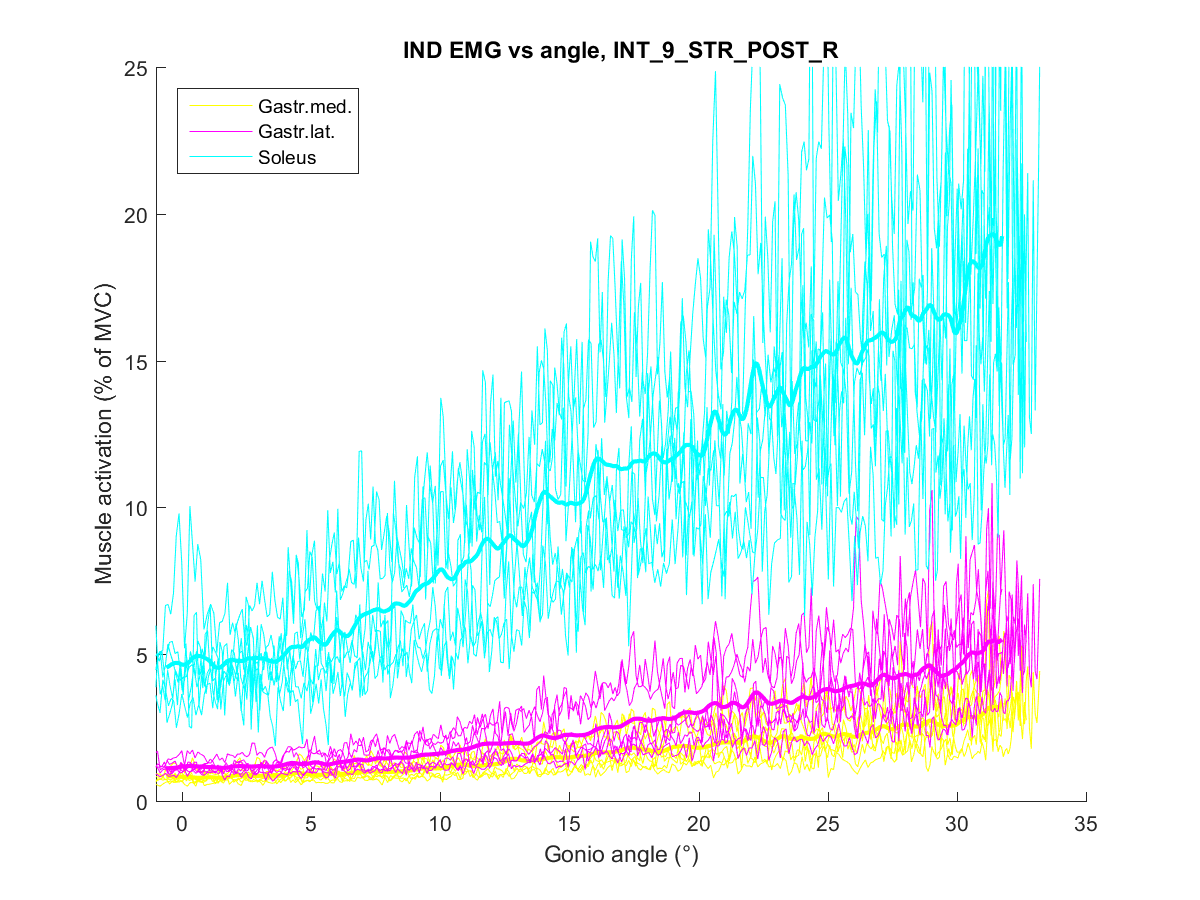 IND EMG vs angle, INT_9_STR_POST_R
25
20
15
10
5
0
Muscle activation (% of MVC)
Gastr.med.
Gastr.lat.
Soleus
0 5 10 15 20 25 30 35
Gonio angle (°)